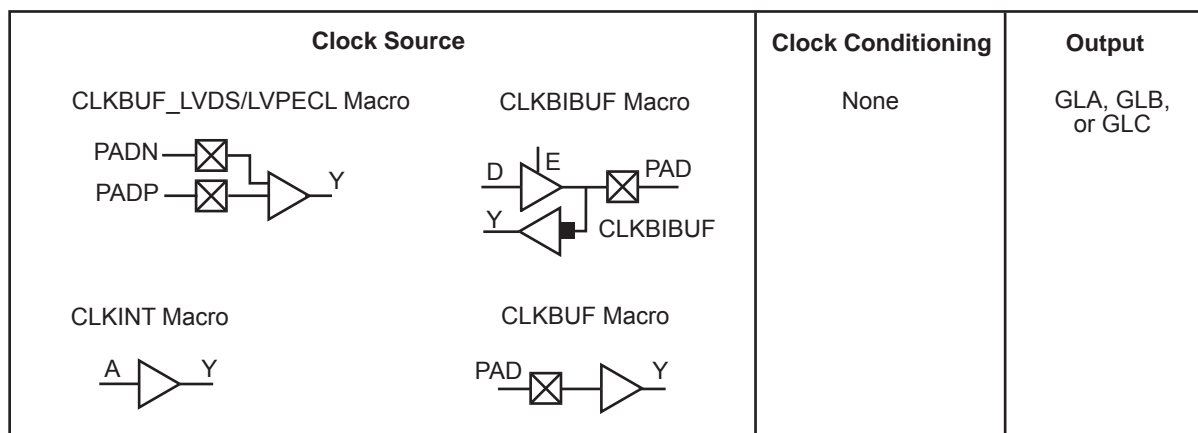 Clock Source
Clock Conditioning
Output
CLKBUF_LVDS/LVPECL Macro
CLKBIBUF Macro
None
GLA, GLB,
or GLC
PADN
PADP
Y
E
D
PAD
Y
CLKBIBUF
CLKINT Macro
CLKBUF Macro
A
Y
PAD
Y